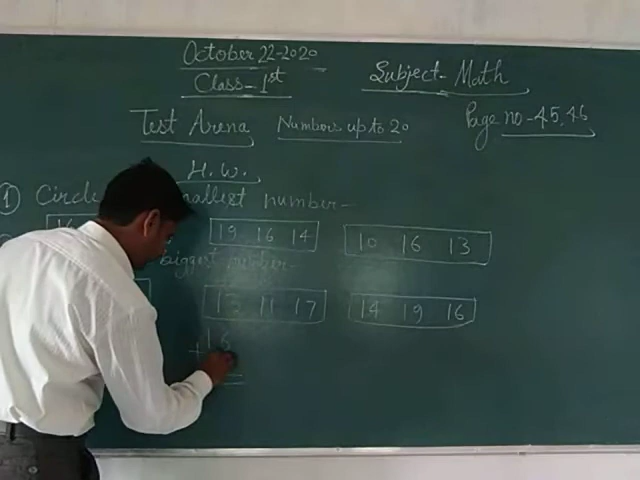 October 22-2020
Class-1st
Subject-Math
Test Arena Numbers up to 20
Page no-45,46
H.W.
① Circle smallest number-
19 16 14
10 16 13
biggest number-
13 11 17
14 19 16
16
+